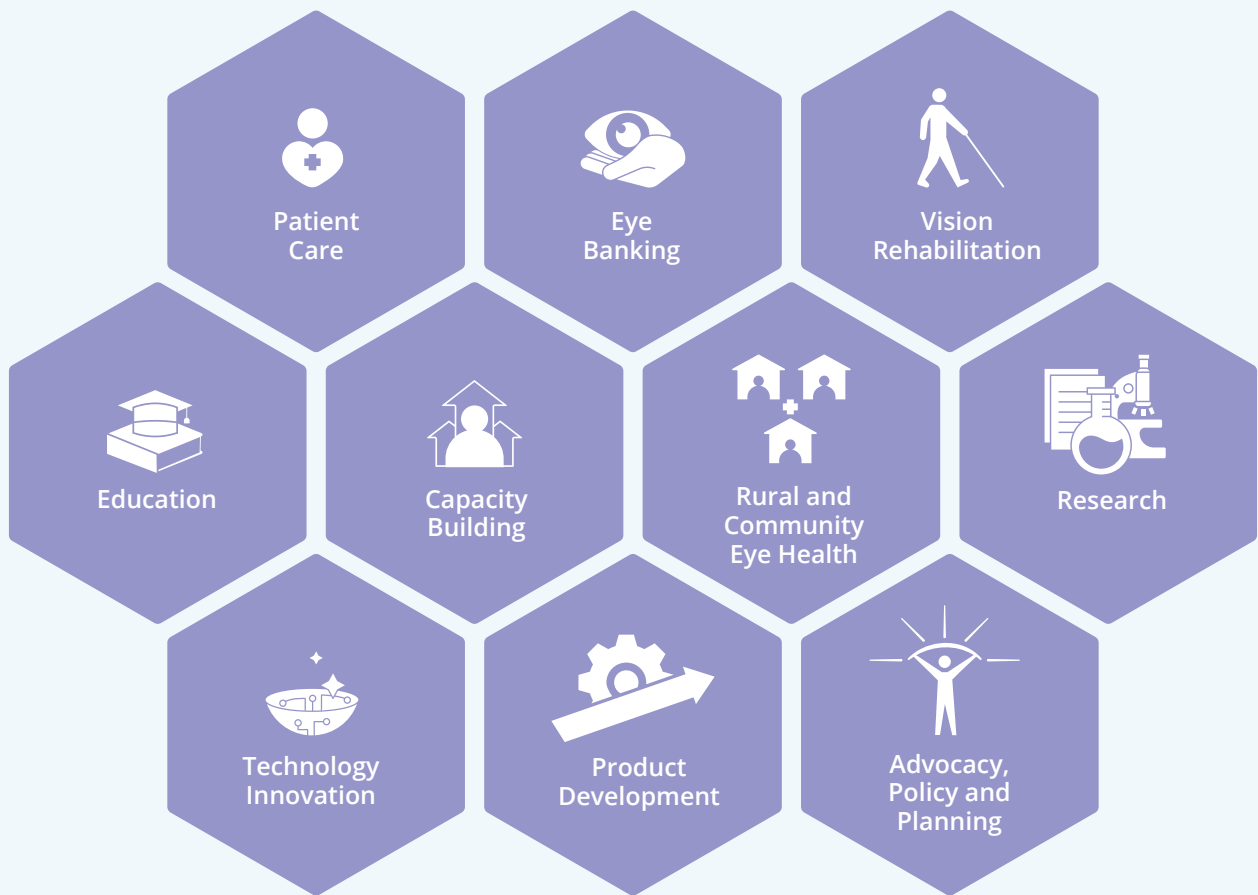 Patient
Care
Eye
Banking
Vision
Rehabilitation
Education
Capacity
Building
Rural and
Community
Eye Health
Research
Technology
Innovation
Product
Development
Advocacy,
Policy and
Planning